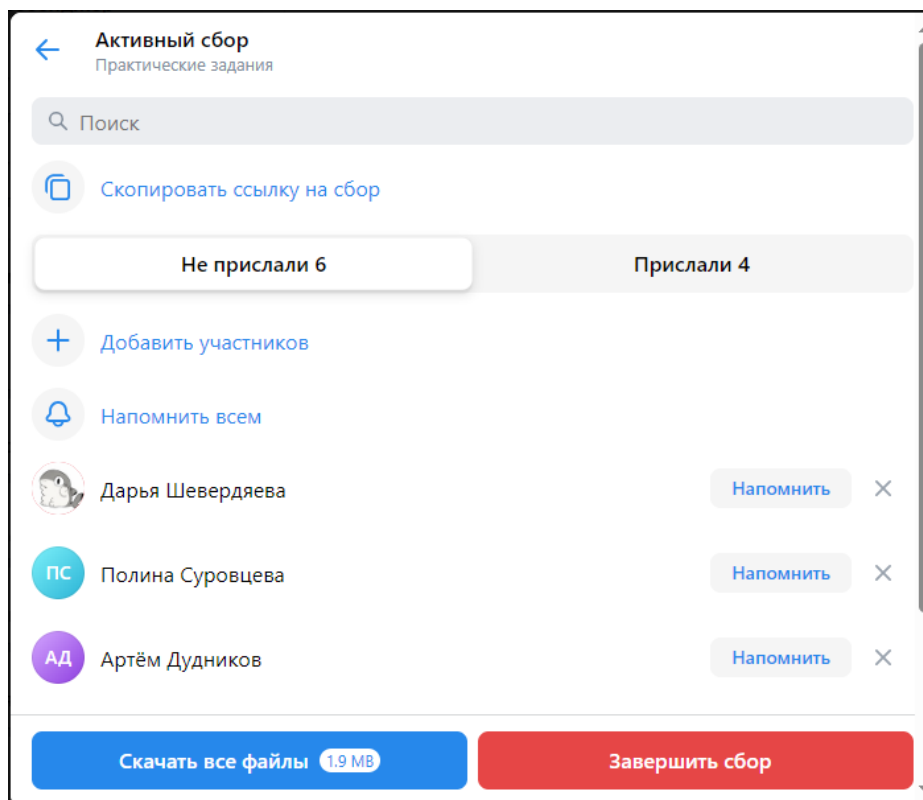 Активный сбор
Практические задания
Поиск
Скопировать ссылку на сбор
Не прислали 6 Прислали 4
Добавить участников
Напомнить всем
Дарья Шевердяева Напомнить
ПС Полина Суровцева Напомнить
АД Артём Дудников Напомнить
Скачать все файлы 1.9 MB Завершить сбор